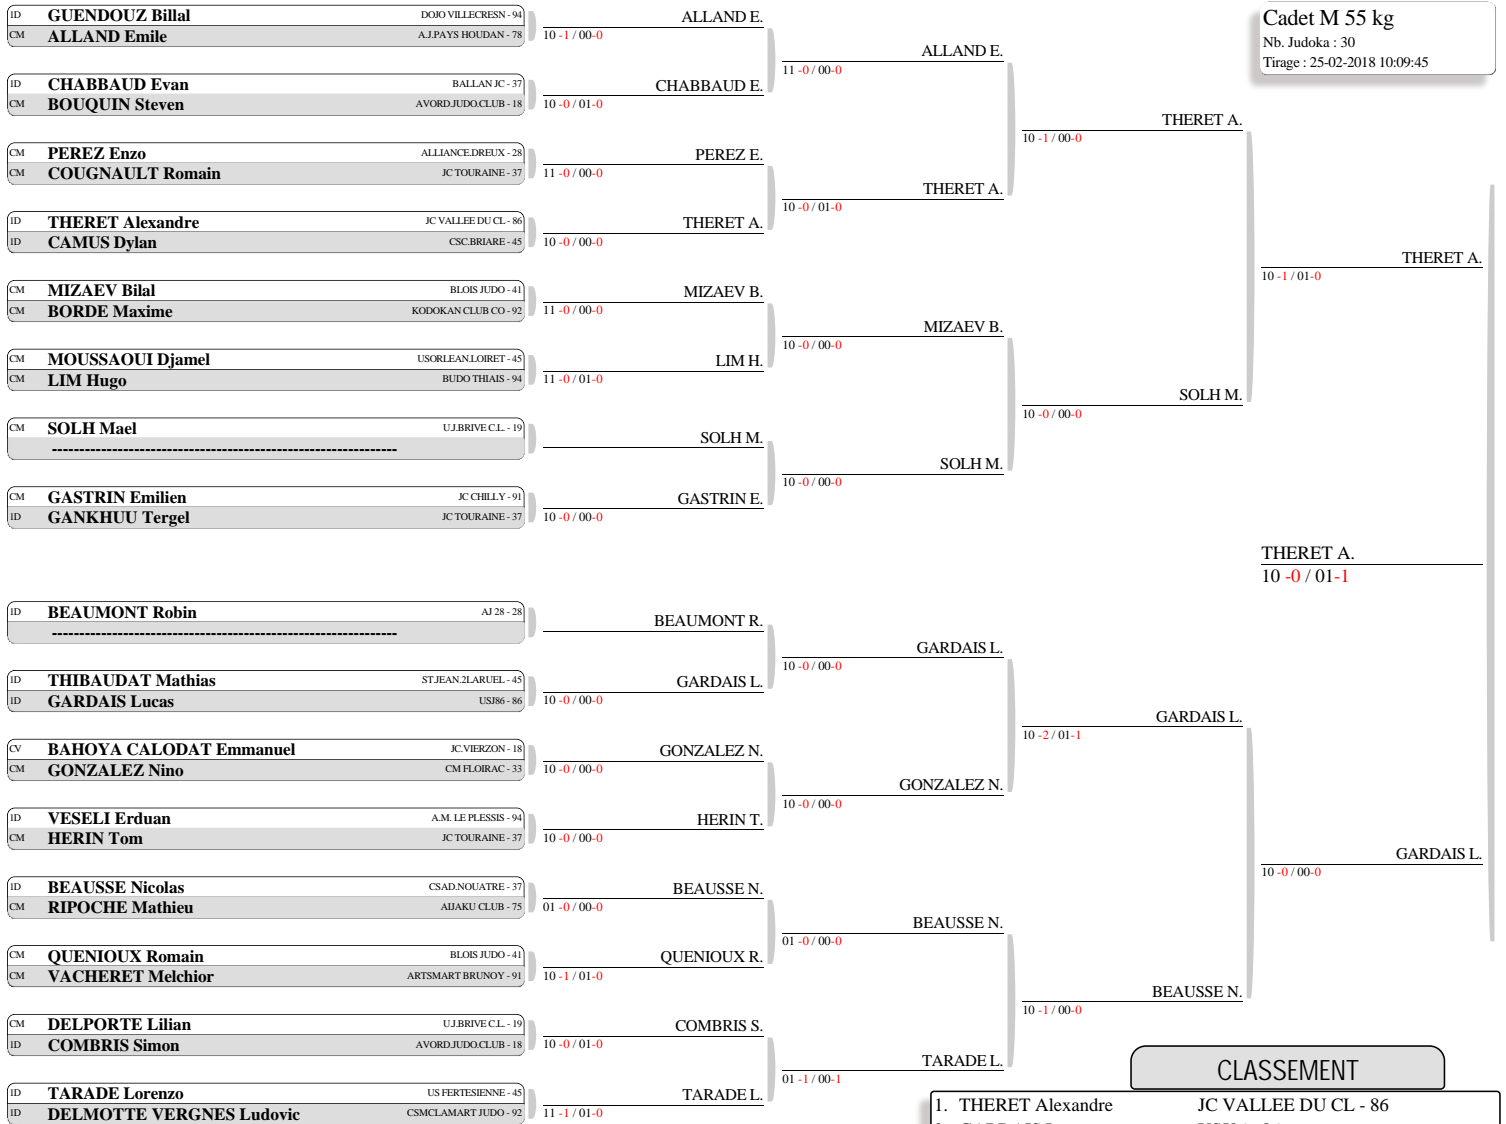 Cadet M 55 kg
Nb. Judoka : 30
Tirage : 25-02-2018 10:09:45
1D GUENDOUZ Billal DOJO VILLECRESN - 94
CM ALLAND Emile A.J.PAYS HOUDAN - 78
1D CHABBAUD Evan BALLAN JC - 37
CM BOUQUIN Steven AVORD.JUDO.CLUB - 18
CM PEREZ Enzo ALLIANCE.DREUX - 28
CM COUGNAULT Romain JC TOURAINE - 37
1D THERET Alexandre JC VALLEE DU CL - 86
1D CAMUS Dylan CSC.BRIARE - 45
CM MIZAEV Bilal BLOIS JUDO - 41
CM BORDE Maxime KODOKAN CLUB CO - 92
CM MOUSSAOUI Djamel USORLEAN.LOIRET - 45
CM LIM Hugo BUDO THIAIS - 94
CM SOLH Mael U.J.BRIVE C.L. - 19
----------------------------------------------------------------
CM GASTRIN Emilien JC CHILLY - 91
1D GANKHUU Tergel JC TOURAINE - 37
1D BEAUMONT Robin AJ 28 - 28
----------------------------------------------------------------
1D THIBAUDAT Mathias ST.JEAN.2LARUEL - 45
1D GARDAIS Lucas USJ86 - 86
CV BAHOYA CALODAT Emmanuel JC.VIERZON - 18
CM GONZALEZ Nino CM FLOIRAC - 33
1D VESELI Erduan A.M. LE PLESSIS - 94
CM HERIN Tom JC TOURAINE - 37
1D BEAUSSE Nicolas CSAD.NOUATRE - 37
CM RIPOCHE Mathieu AIJAKU CLUB - 75
CM QUENIOUX Romain BLOIS JUDO - 41
CM VACHERET Melchior ARTSMART BRUNOY - 91
CM DELPORTE Lilian U.J.BRIVE C.L. - 19
1D COMBRIS Simon AVORD.JUDO.CLUB - 18
1D TARADE Lorenzo US FERTESIENNE - 45
1D DELMOTTE VERGNES Ludovic CSMCLAMART JUDO - 92
ALLAND E.
10 -1 / 00-0
CHABBAUD E.
10 -0 / 01-0
PEREZ E.
11 -0 / 00-0
THERET A.
10 -0 / 00-0
MIZAEV B.
11 -0 / 00-0
LIM H.
11 -0 / 01-0
SOLH M.
GASTRIN E.
10 -0 / 00-0
BEAUMONT R.
GARDAIS L.
10 -0 / 00-0
GONZALEZ N.
10 -0 / 00-0
HERIN T.
10 -0 / 00-0
BEAUSSE N.
01 -0 / 00-0
QUENIOUX R.
10 -1 / 01-0
COMBRIS S.
10 -0 / 01-0
TARADE L.
11 -1 / 01-0
ALLAND E.
11 -0 / 00-0
THERET A.
10 -0 / 01-0
MIZAEV B.
10 -0 / 00-0
SOLH M.
10 -0 / 00-0
GARDAIS L.
10 -0 / 00-0
GONZALEZ N.
10 -0 / 00-0
BEAUSSE N.
01 -0 / 00-0
TARADE L.
01 -1 / 00-1
THERET A.
10 -1 / 00-0
SOLH M.
10 -0 / 00-0
GARDAIS L.
10 -2 / 01-1
BEAUSSE N.
10 -1 / 00-0
THERET A.
10 -1 / 01-0
GARDAIS L.
10 -0 / 00-0
THERET A.
10 -0 / 01-1
CLASSEMENT
1. THERET Alexandre JC VALLEE DU CL - 86